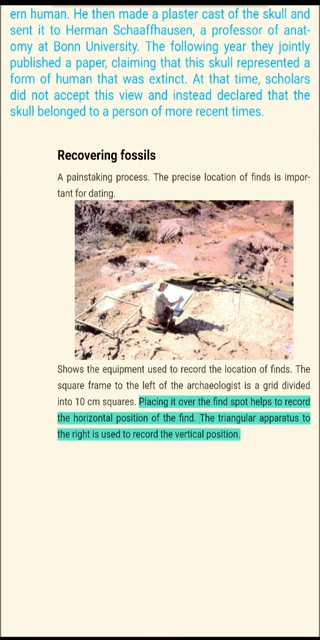 ern human. He then made a plaster cast of the skull and
sent it to Herman Schaaffhausen, a professor of anat-
omy at Bonn University. The following year they jointly
published a paper, claiming that this skull represented a
form of human that was extinct. At that time, scholars
did not accept this view and instead declared that the
skull belonged to a person of more recent times.
Recovering fossils
A painstaking process. The precise location of finds is impor-
tant for dating.
Shows the equipment used to record the location of finds. The
square frame to the left of the archaeologist is a grid divided
into 10 cm squares. Placing it over the find spot helps to record
the horizontal position of the find. The triangular apparatus to
the right is used to record the vertical position.